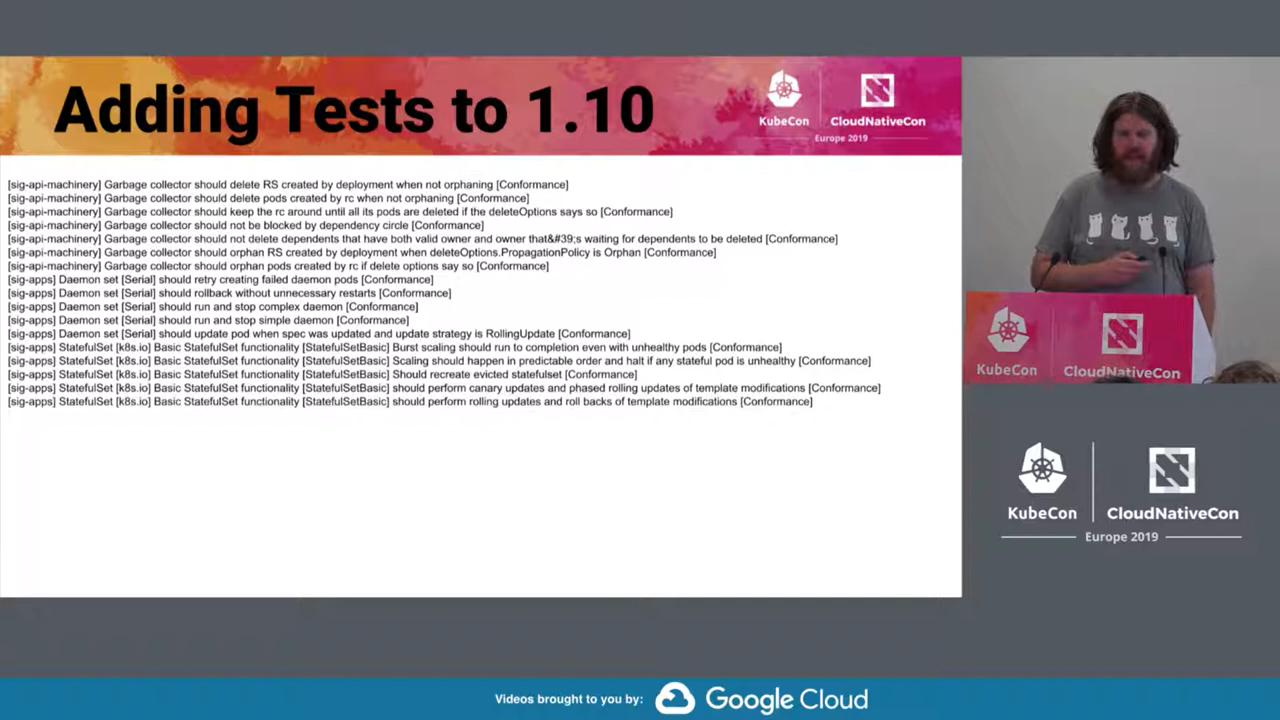 Adding Tests to 1.10
KubeCon
CloudNativeCon
Europe 2019
[sig-api-machinery] Garbage collector should delete RS created by deployment when not orphaning [Conformance]
[sig-api-machinery] Garbage collector should delete pods created by rc when not orphaning [Conformance]
[sig-api-machinery] Garbage collector should keep the rc around until all its pods are deleted if the deleteOptions says so [Conformance]
[sig-api-machinery] Garbage collector should not be blocked by dependency circle [Conformance]
[sig-api-machinery] Garbage collector should not delete dependents that have both valid owner and owner that&#39;s waiting for dependents to be deleted [Conformance]
[sig-api-machinery] Garbage collector should orphan RS created by deployment when deleteOptions.PropagationPolicy is Orphan [Conformance]
[sig-api-machinery] Garbage collector should orphan pods created by rc if delete options say so [Conformance]
[sig-apps] Daemon set [Serial] should retry creating failed daemon pods [Conformance]
[sig-apps] Daemon set [Serial] should rollback without unnecessary restarts [Conformance]
[sig-apps] Daemon set [Serial] should run and stop complex daemon [Conformance]
[sig-apps] Daemon set [Serial] should run and stop simple daemon [Conformance]
[sig-apps] Daemon set [Serial] should update pod when spec was updated and update strategy is RollingUpdate [Conformance]
[sig-apps] StatefulSet [k8s.io] Basic StatefulSet functionality [StatefulSetBasic] Burst scaling should run to completion even with unhealthy pods [Conformance]
[sig-apps] StatefulSet [k8s.io] Basic StatefulSet functionality [StatefulSetBasic] Scaling should happen in predictable order and halt if any stateful pod is unhealthy [Conformance]
[sig-apps] StatefulSet [k8s.io] Basic StatefulSet functionality [StatefulSetBasic] Should recreate evicted statefulset [Conformance]
[sig-apps] StatefulSet [k8s.io] Basic StatefulSet functionality [StatefulSetBasic] should perform canary updates and phased rolling updates of template modifications [Conformance]
[sig-apps] StatefulSet [k8s.io] Basic StatefulSet functionality [StatefulSetBasic] should perform rolling updates and roll backs of template modifications [Conformance]
KubeCon
CloudNativeCon
KubeCon
CloudNativeCon
Europe 2019
Videos brought to you by:
Google Cloud